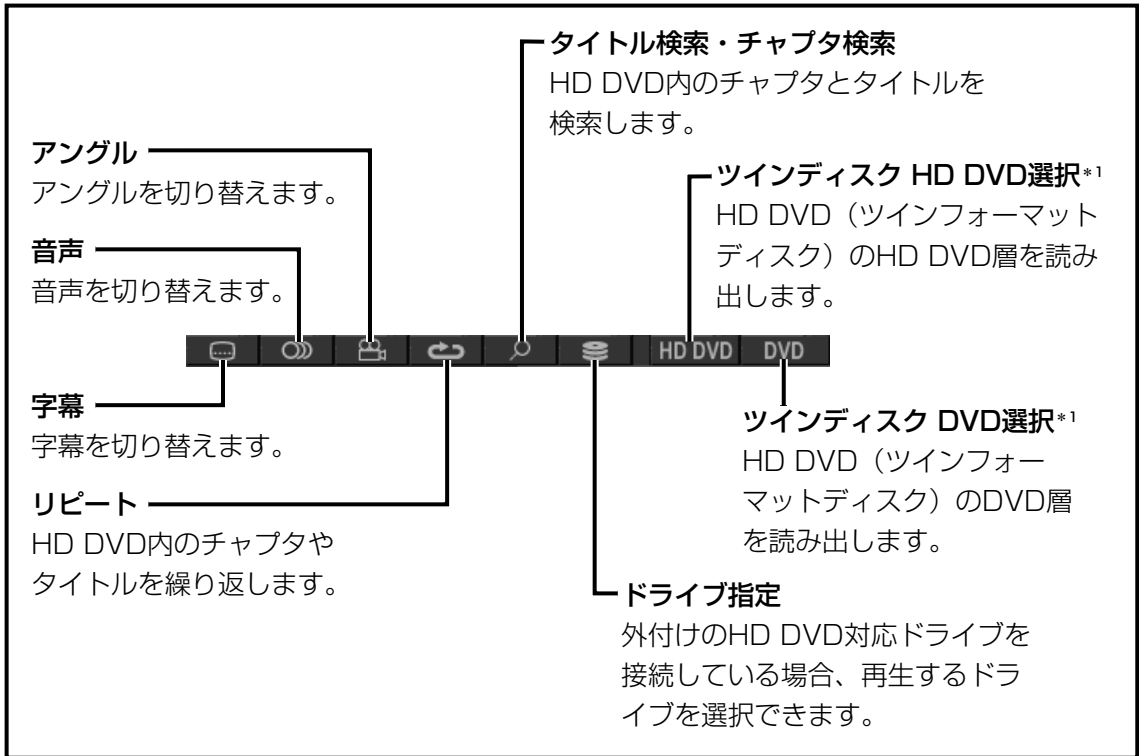 タイトル検索・チャプタ検索
HD DVD内のチャプタとタイトルを
検索します。
アングル
アングルを切り替えます。
ツインディスク HD DVD選択*1
HD DVD（ツインフォーマット
ディスク）のHD DVD層を読み
出します。
音声
音声を切り替えます。
HD DVD DVD
字幕
字幕を切り替えます。
ツインディスク DVD選択*1
HD DVD（ツインフォー
マットディスク）のDVD層
を読み出します。
リピート
HD DVD内のチャプタや
タイトルを繰り返します。
ドライブ指定
外付けのHD DVD対応ドライブを
接続している場合、再生するドラ
イブを選択できます。